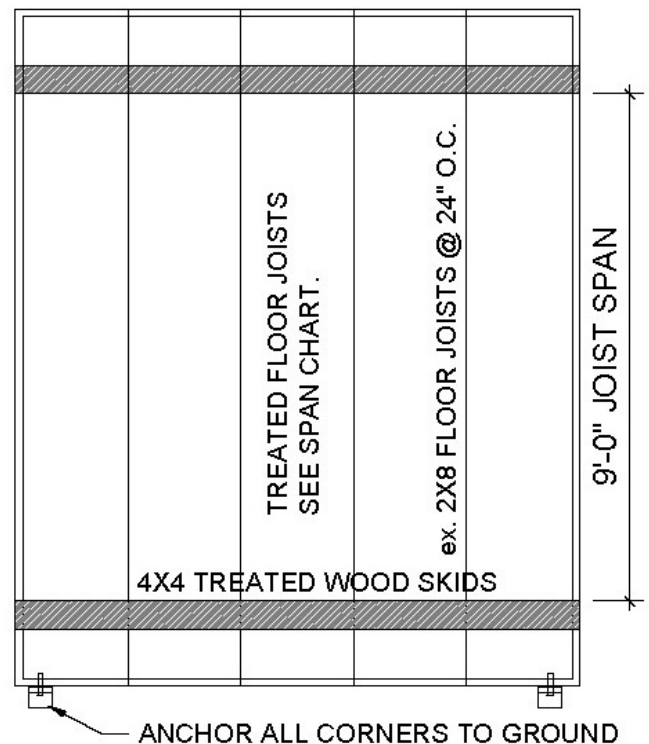 TREATED FLOOR JOISTS
SEE SPAN CHART.
ex. 2X8 FLOOR JOISTS @ 24" O.C.
9'-0" JOIST SPAN
4X4 TREATED WOOD SKIDS
ANCHOR ALL CORNERS TO GROUND